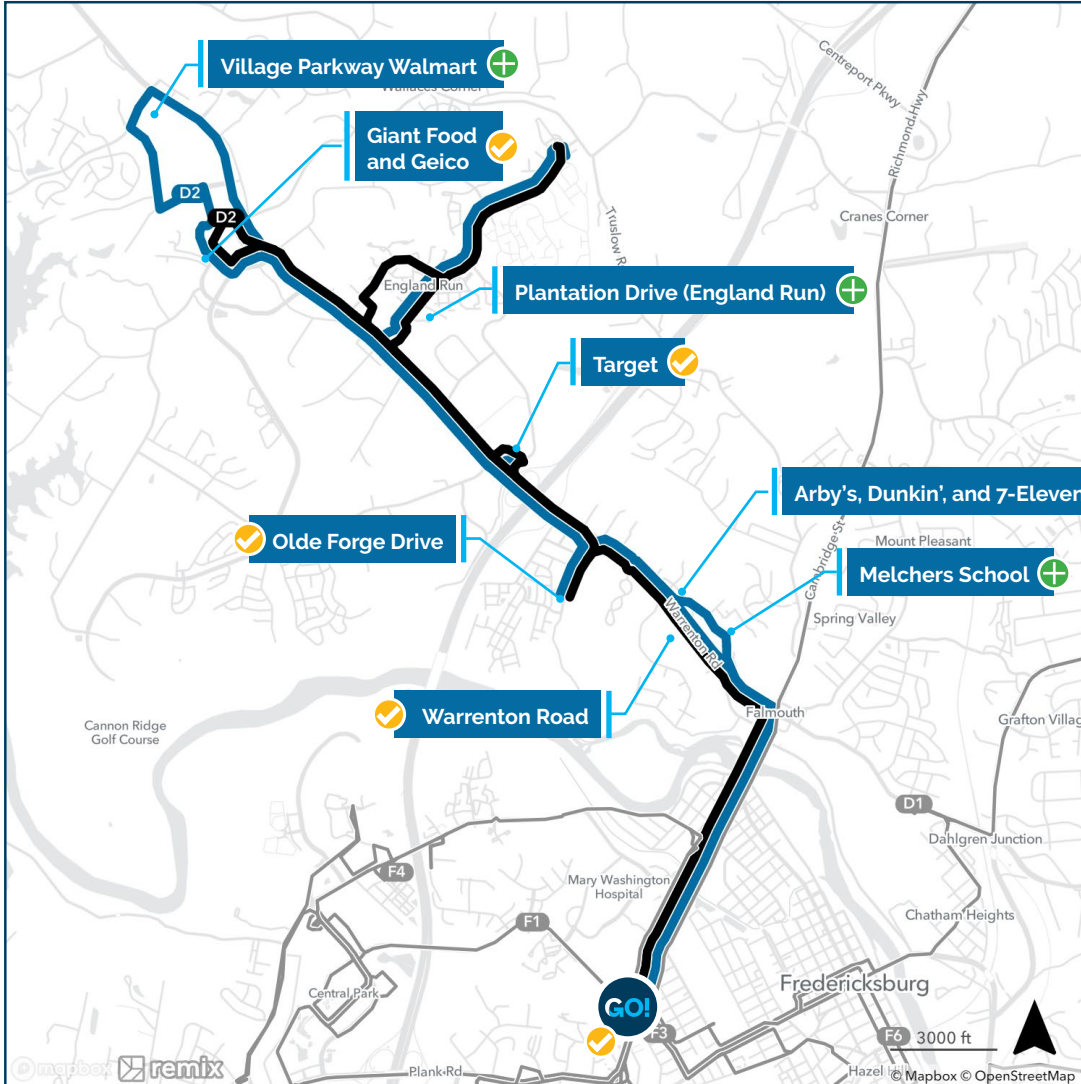 Village Parkway Walmart
Wallaces Corner
Centreport Pkwy
Richmond Hwy
Giant Food
and Geico
D2
D2
Truslow R
Cranes Corner
England Run
Plantation Drive (England Run)
Target
Arby's, Dunkin', and 7-Eleven
Cambridge St
Olde Forge Drive
Mount Pleasant
Melchers School
Warrenton Rd
Spring Valley
Warrenton Road
Falmouth
Cannon Ridge
Golf Course
Grafton Villag
D1
Dahlgren Junction
F4
Mary Washington
Hospital
F1
Chatham Heights
Central Park
Fredericksburg
GO!
F3
F6
3000 ft
mapbox
remix
Plank Rd
Hazel Hill
© Mapbox © OpenStreetMap